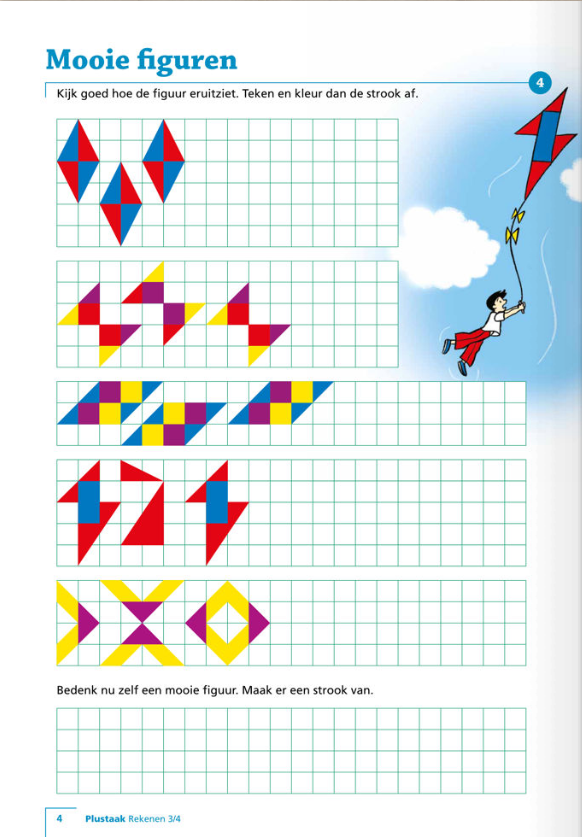 Mooie figuren
4
Kijk goed hoe de figuur eruitziet. Teken en kleur dan de strook af.
Bedenk nu zelf een mooie figuur. Maak er een strook van.
4 Plustaak Rekenen 3/4